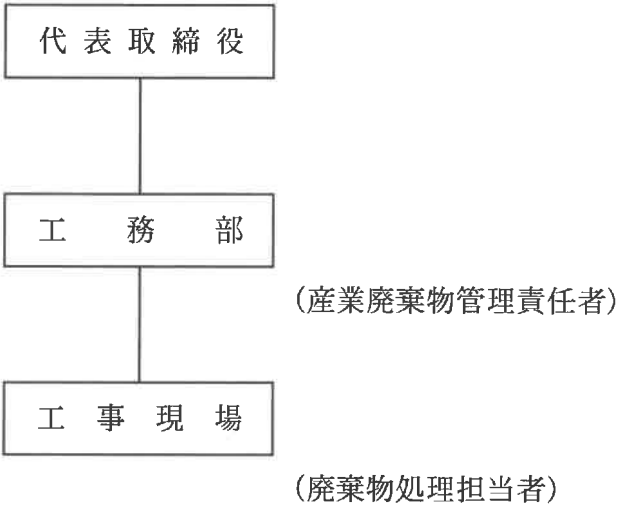 代表取締役
工務部
(産業廃棄物管理責任者)
工事現場
(廃棄物処理担当者)